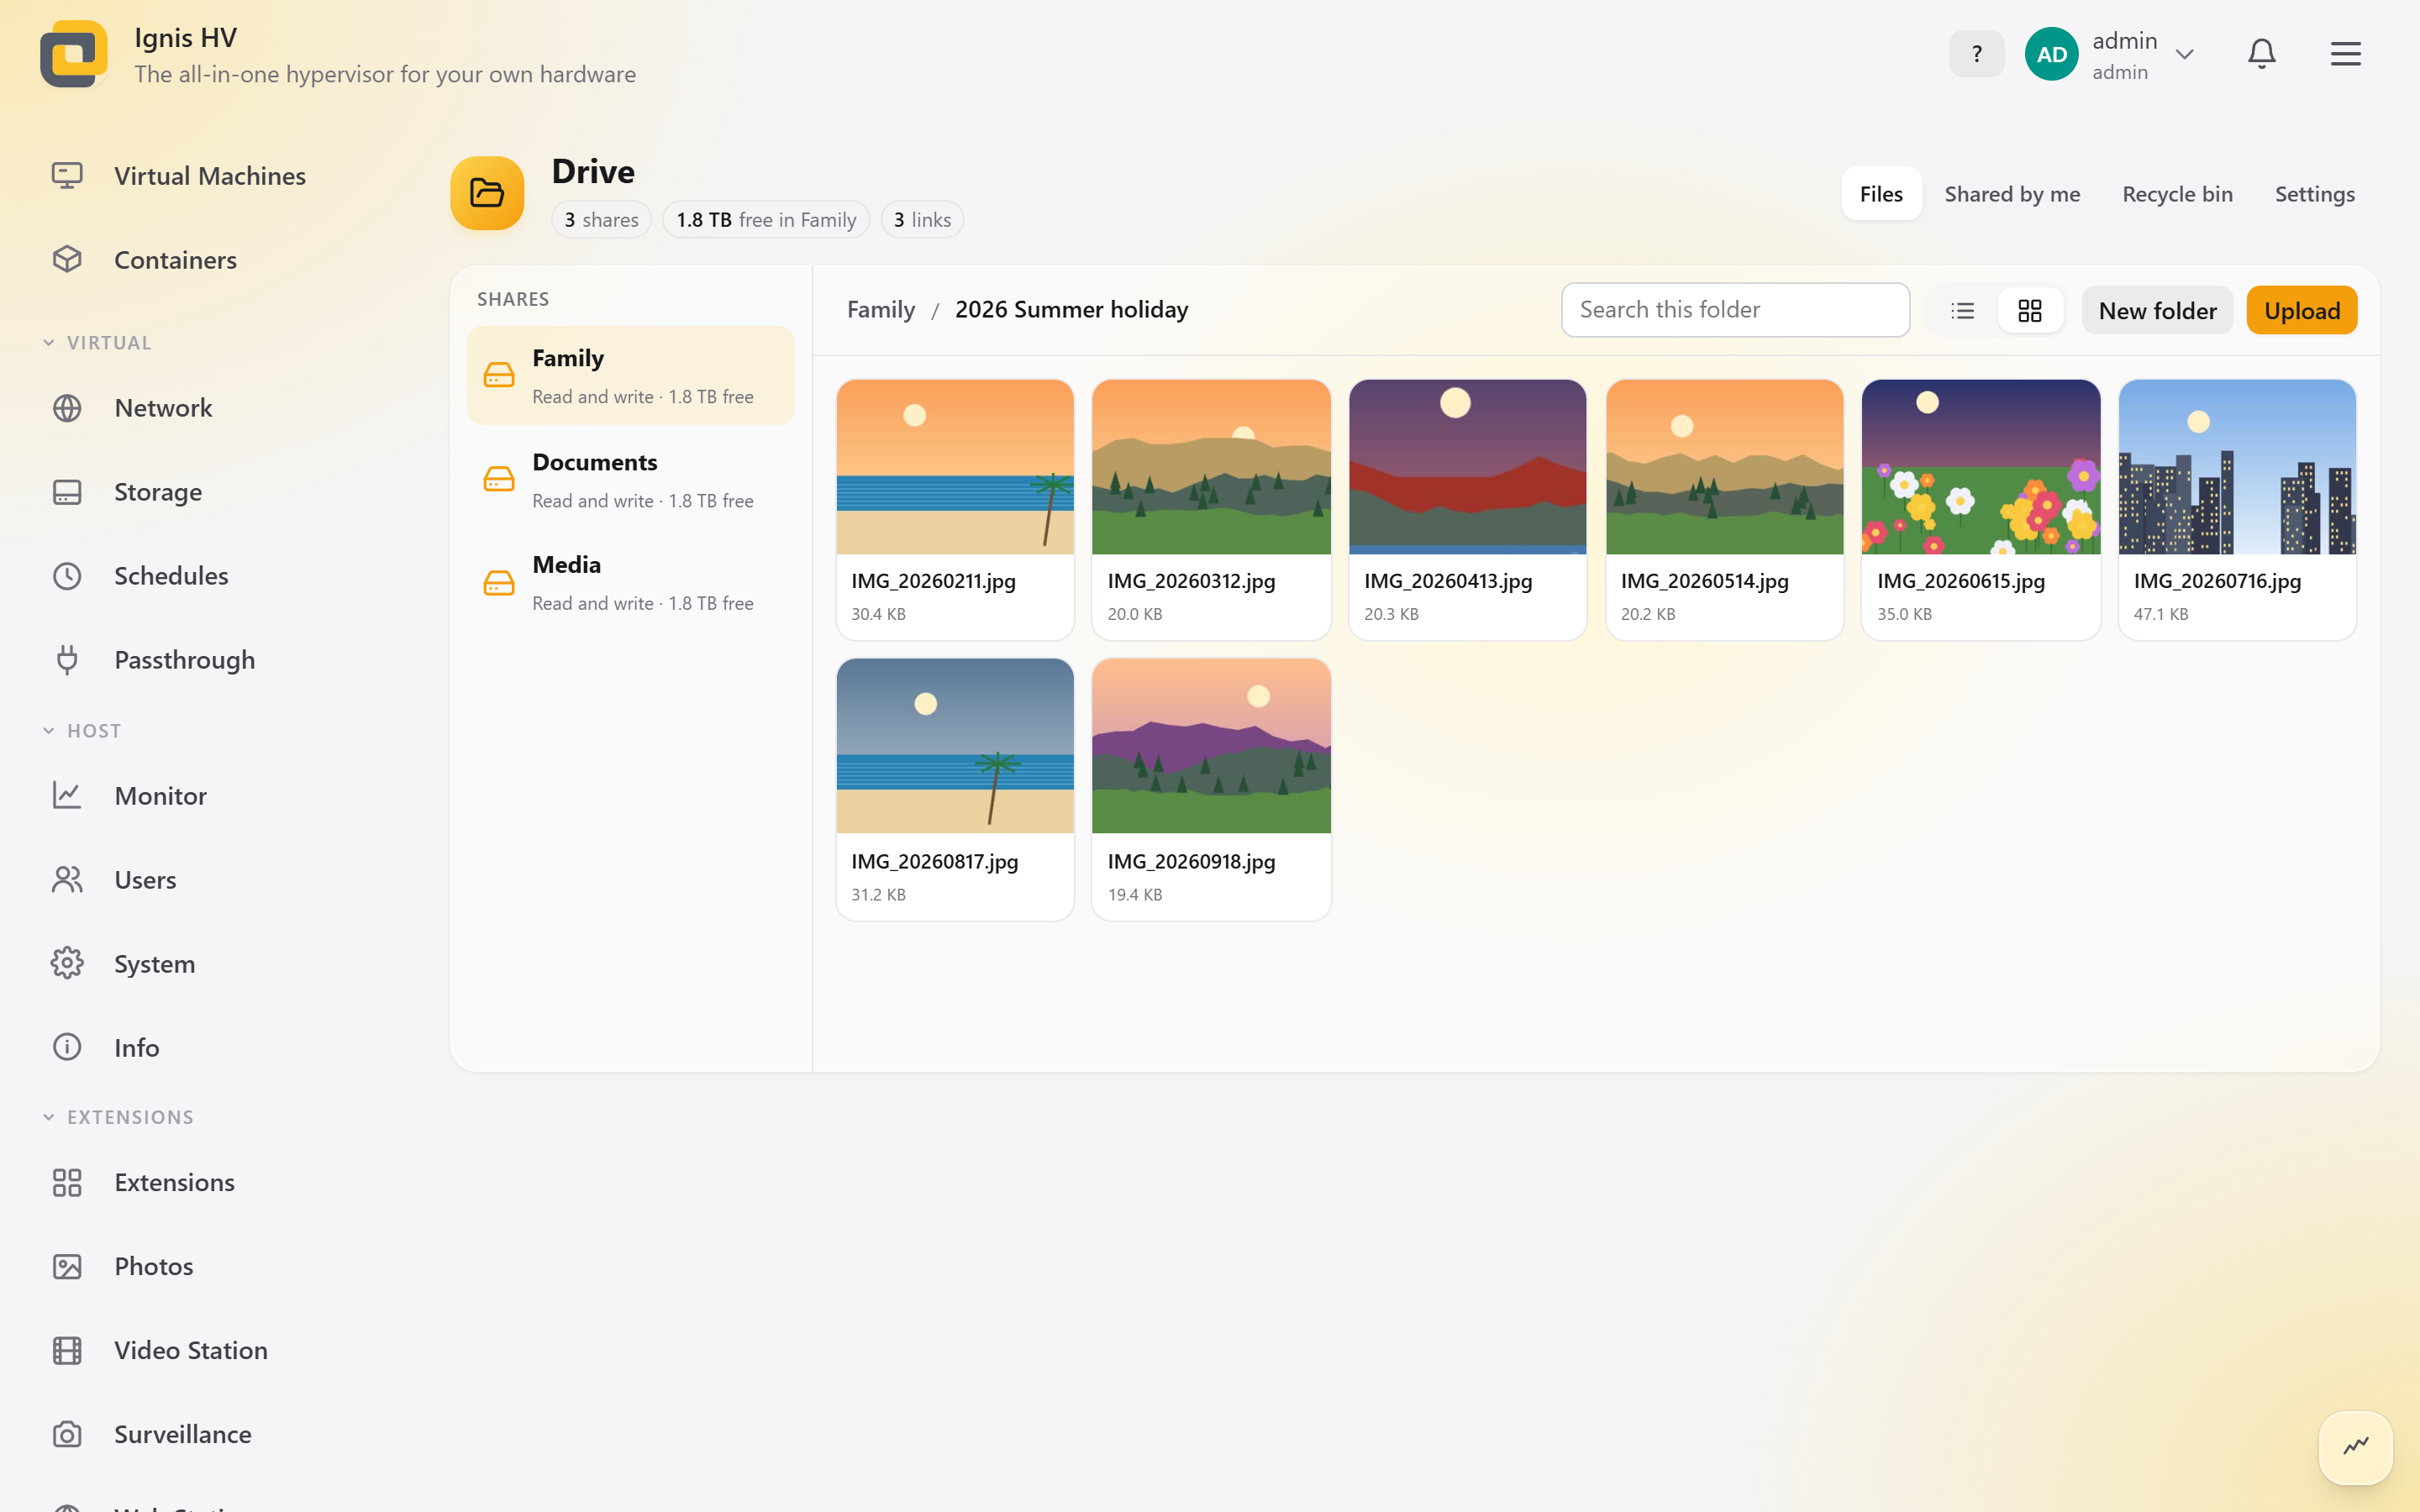 Ignis HV
The all-in-one hypervisor for your own hardware
?
AD
admin
admin
Virtual Machines
Containers
VIRTUAL
Network
Storage
Schedules
Passthrough
HOST
Monitor
Users
System
Info
EXTENSIONS
Extensions
Photos
Video Station
Surveillance
Drive
3 shares
1.8 TB free in Family
3 links
Files
Shared by me
Recycle bin
Settings
SHARES
Family
Read and write · 1.8 TB free
Documents
Read and write · 1.8 TB free
Media
Read and write · 1.8 TB free
Family / 2026 Summer holiday
Search this folder
New folder
Upload
IMG_20260211.jpg
30.4 KB
IMG_20260312.jpg
20.0 KB
IMG_20260413.jpg
20.3 KB
IMG_20260514.jpg
20.2 KB
IMG_20260615.jpg
35.0 KB
IMG_20260716.jpg
47.1 KB
IMG_20260817.jpg
31.2 KB
IMG_20260918.jpg
19.4 KB